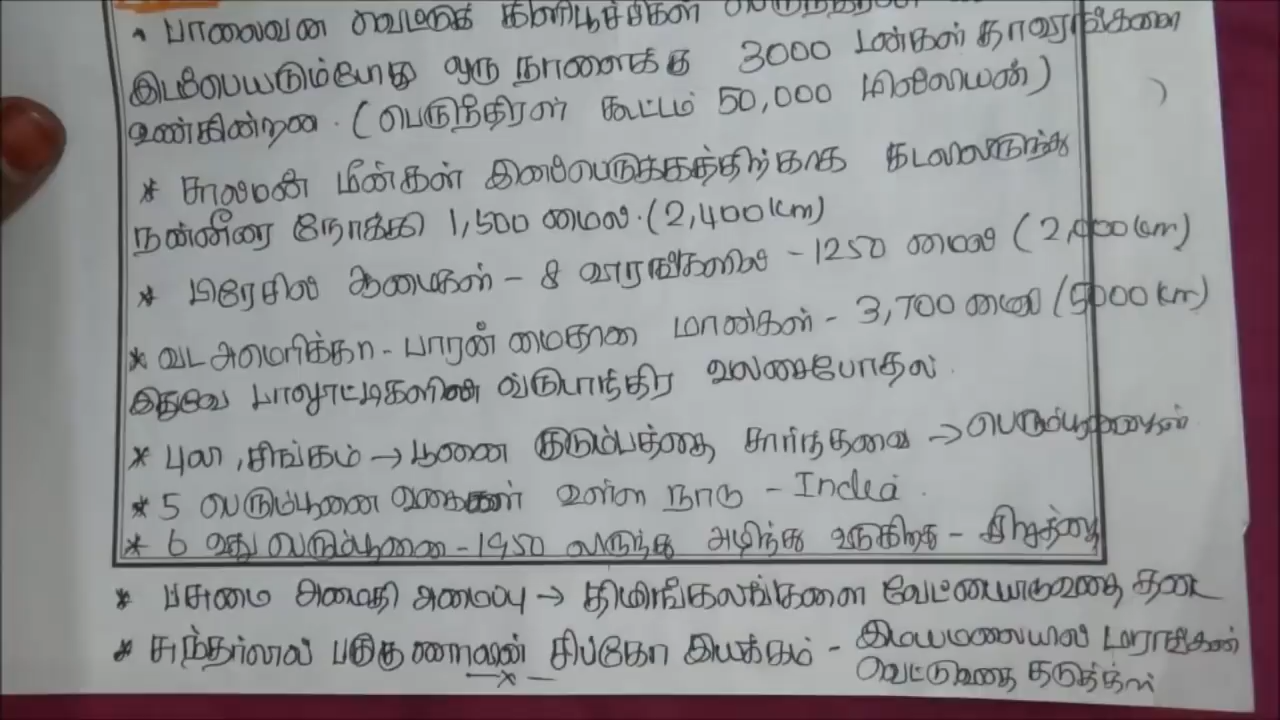 * பாலைவன வெட்டுக் கிளிபூச்சிகள் பெருந்திரள்
இடம்பெயரும்போது ஒரு நாளைக்கு 3000 டன்கள் தாவரங்களை
உண்கின்றன. (பெருந்திரள் கூட்டம் 50,000 மில்லியன்)
* சால்மன் மீன்கள் இனப்பெருக்கத்திற்காக கடலிலிருந்து
நன்னீரை நோக்கி 1,500 மைல். (2,400 km)
* பிரேசில் ஆமைகள் - 8 வாரங்களில் - 1250 மைல் (2,000 km)
* வட அமெரிக்கா - பாரன் மைதான மான்கள் - 3,700 மைல் (5000 km)
இதுவே பாலூட்டிகளின் வலசைபோதல்.
* புலி, சிங்கம் → பூனை குடும்பத்தை சார்ந்தவை → பெரும்பூனைகள்
* 5 பெரும்பூனை வகைகள் உள்ள நாடு - India.
* 6 வது பெரும்பூனை - 1950 லிருந்து அழிந்து வருகிறது - சிறுத்தை
* பசுமை அமைதி அமைப்பு → திமிங்கலங்களை வேட்டையாடுவதை தடை
* சுந்தர்லால் பகுகுணாவின் சிப்கோ இயக்கம் - இமயமலையில் மரங்கள்
வெட்டுவதை தடுத்தல்